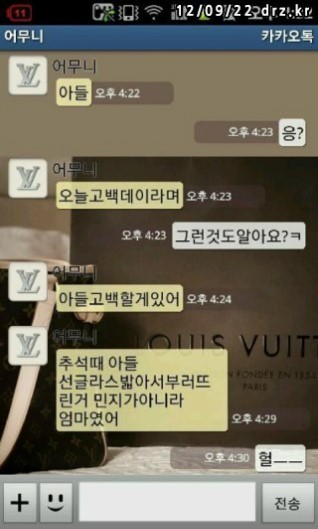 11
12/09/22 drz.kr
어무니
카카오톡
어무니
아들 오후 4:22
오후 4:23 응?
어무니
오늘고백데이라며 오후 4:23
오후 4:23 그런것도알아요?ㅋ
어무니
아들고백할게있어 오후 4:24
어무니
추석때 아들
선글라스밟아서부러뜨
린거 민지가아니라
엄마였어 오후 4:29
오후 4:30 헐ㅡㅡ
LOUIS VUITT
ON FONDÉE EN 1854
PARIS
전송